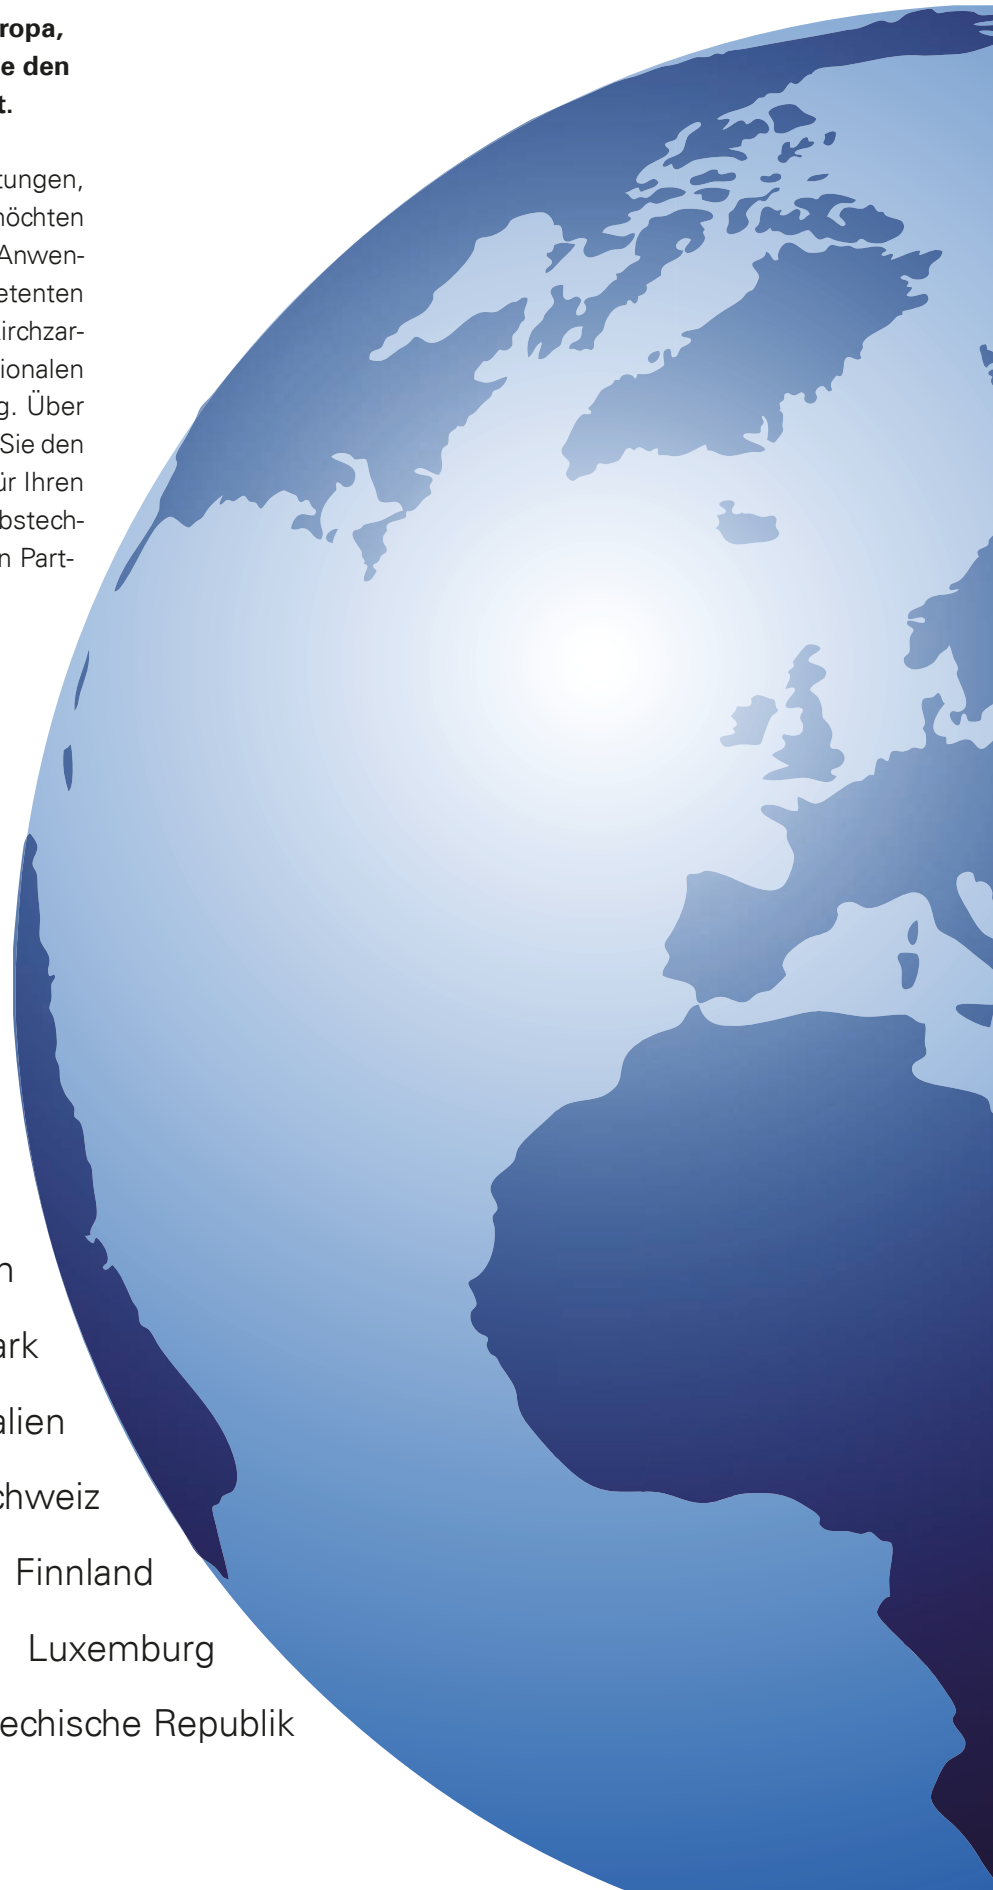 ropa,
e den
t.
tungen,
nöchten
Anwen-
etenten
irchzar-
ionalen
g. Über
Sie den
ür Ihren
bstech-
n Part-
n
ark
alien
chweiz
Finnland
Luxemburg
echische Republik